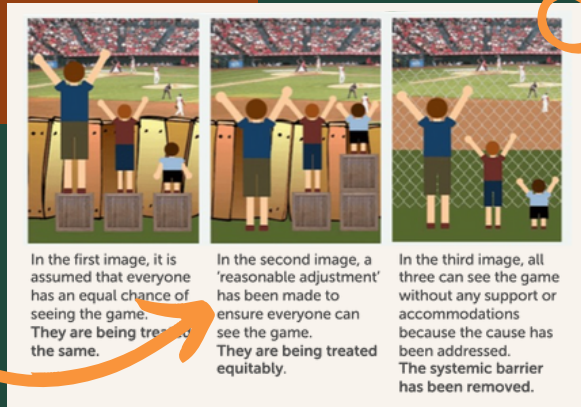 In the first image, it is
assumed that everyone
has an equal chance of
seeing the game.
They are being treated
the same.
In the second image, a
'reasonable adjustment'
has been made to
ensure everyone can
see the game.
They are being treated
equitably.
In the third image, all
three can see the game
without any support or
accommodations
because the cause has
been addressed.
The systemic barrier
has been removed.